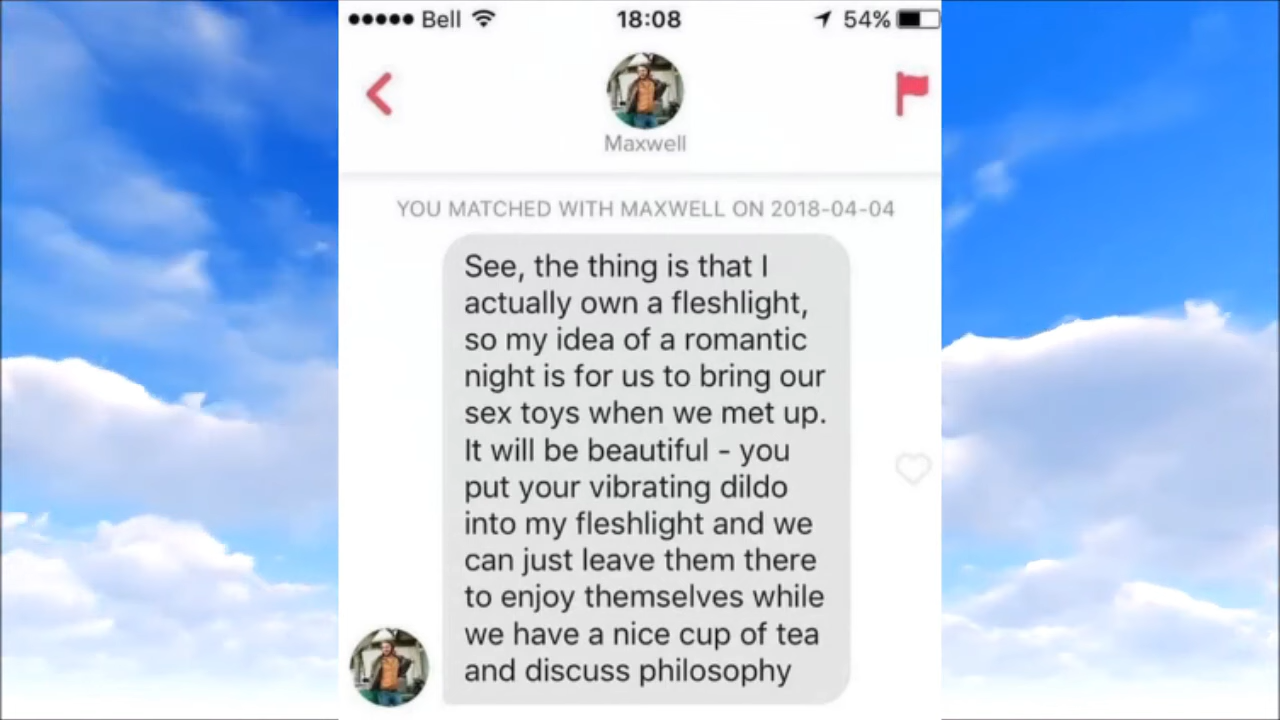 ●●●●● Bell 18:08 54%
Maxwell
YOU MATCHED WITH MAXWELL ON 2018-04-04
See, the thing is that I
actually own a fleshlight,
so my idea of a romantic
night is for us to bring our
sex toys when we met up.
It will be beautiful - you
put your vibrating dildo
into my fleshlight and we
can just leave them there
to enjoy themselves while
we have a nice cup of tea
and discuss philosophy